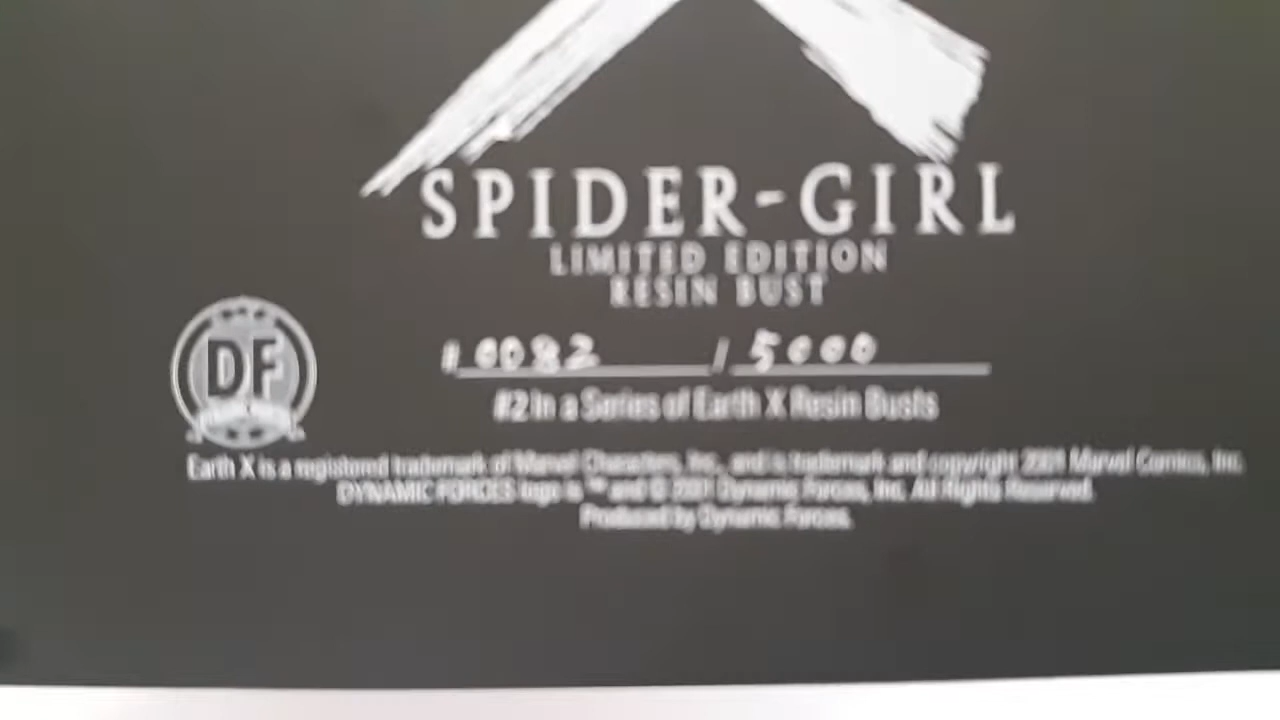 SPIDER-GIRL
LIMITED EDITION
RESIN BUST
DF
# 0082 / 5000
#2 In a Series of Earth X Resin Busts
Earth X is a registered trademark of Marvel Characters, Inc., and is trademark and copyright 2001 Marvel Comics, Inc.
DYNAMIC FORCES logo is ™ and © 2001 Dynamic Forces, Inc. All Rights Reserved.
Produced by Dynamic Forces.